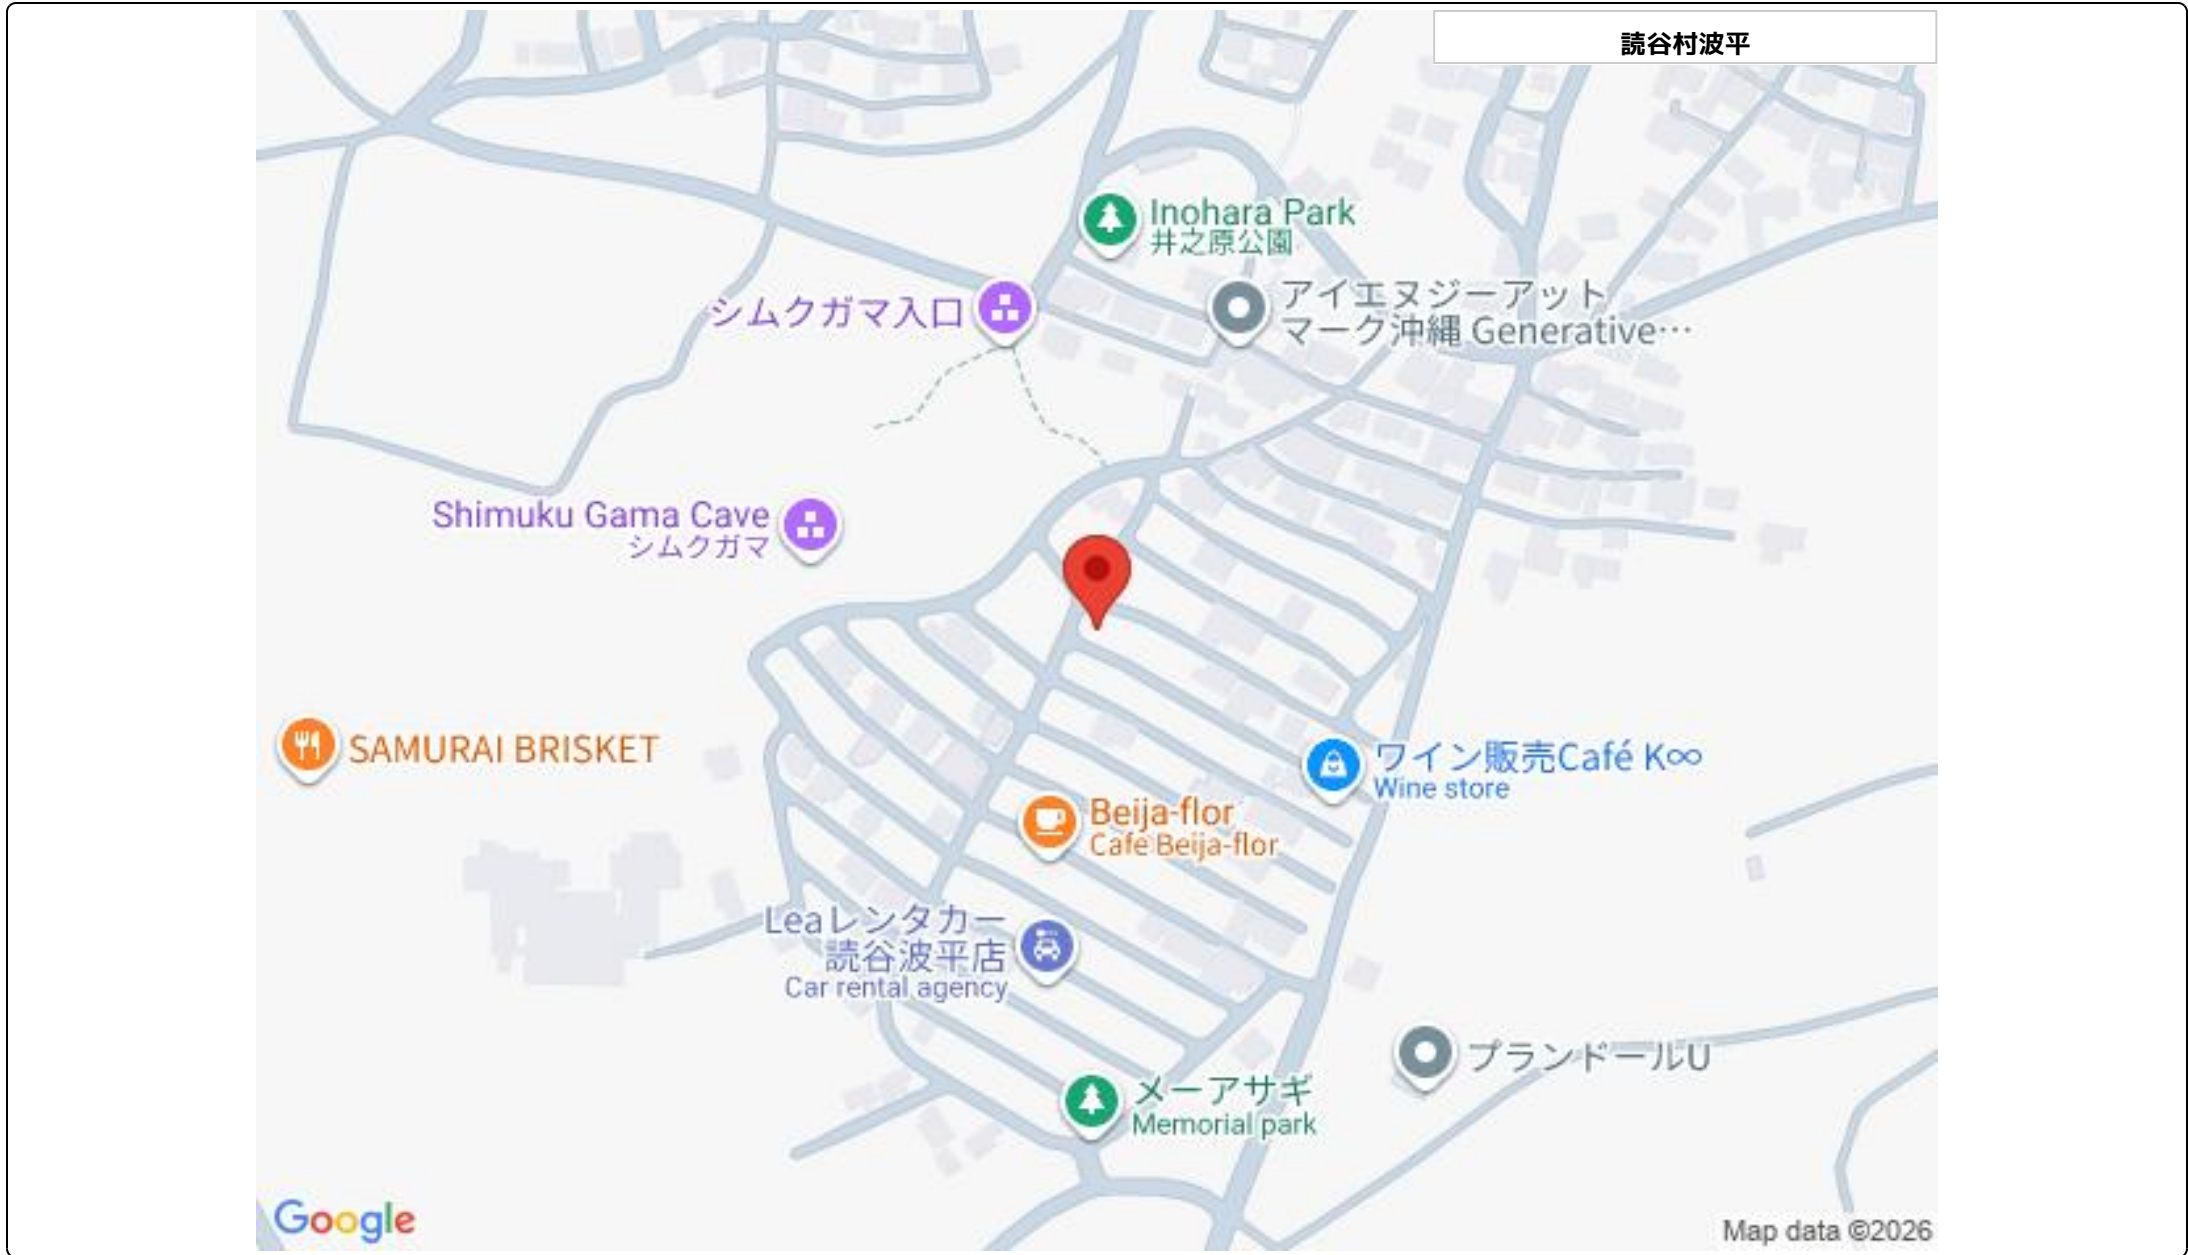 読谷村波平
Inohara Park
井之原公園
シムクガマ入口
アイエヌジーアット
マーク沖縄 Generative…
Shimuku Gama Cave
シムクガマ
SAMURAI BRISKET
ワイン販売Café K∞
Wine store
Beija-flor
Café Beija-flor
Leaレンタカー
読谷波平店
Car rental agency
プランドールU
メーアサギ
Memorial park
Google
Map data ©2026